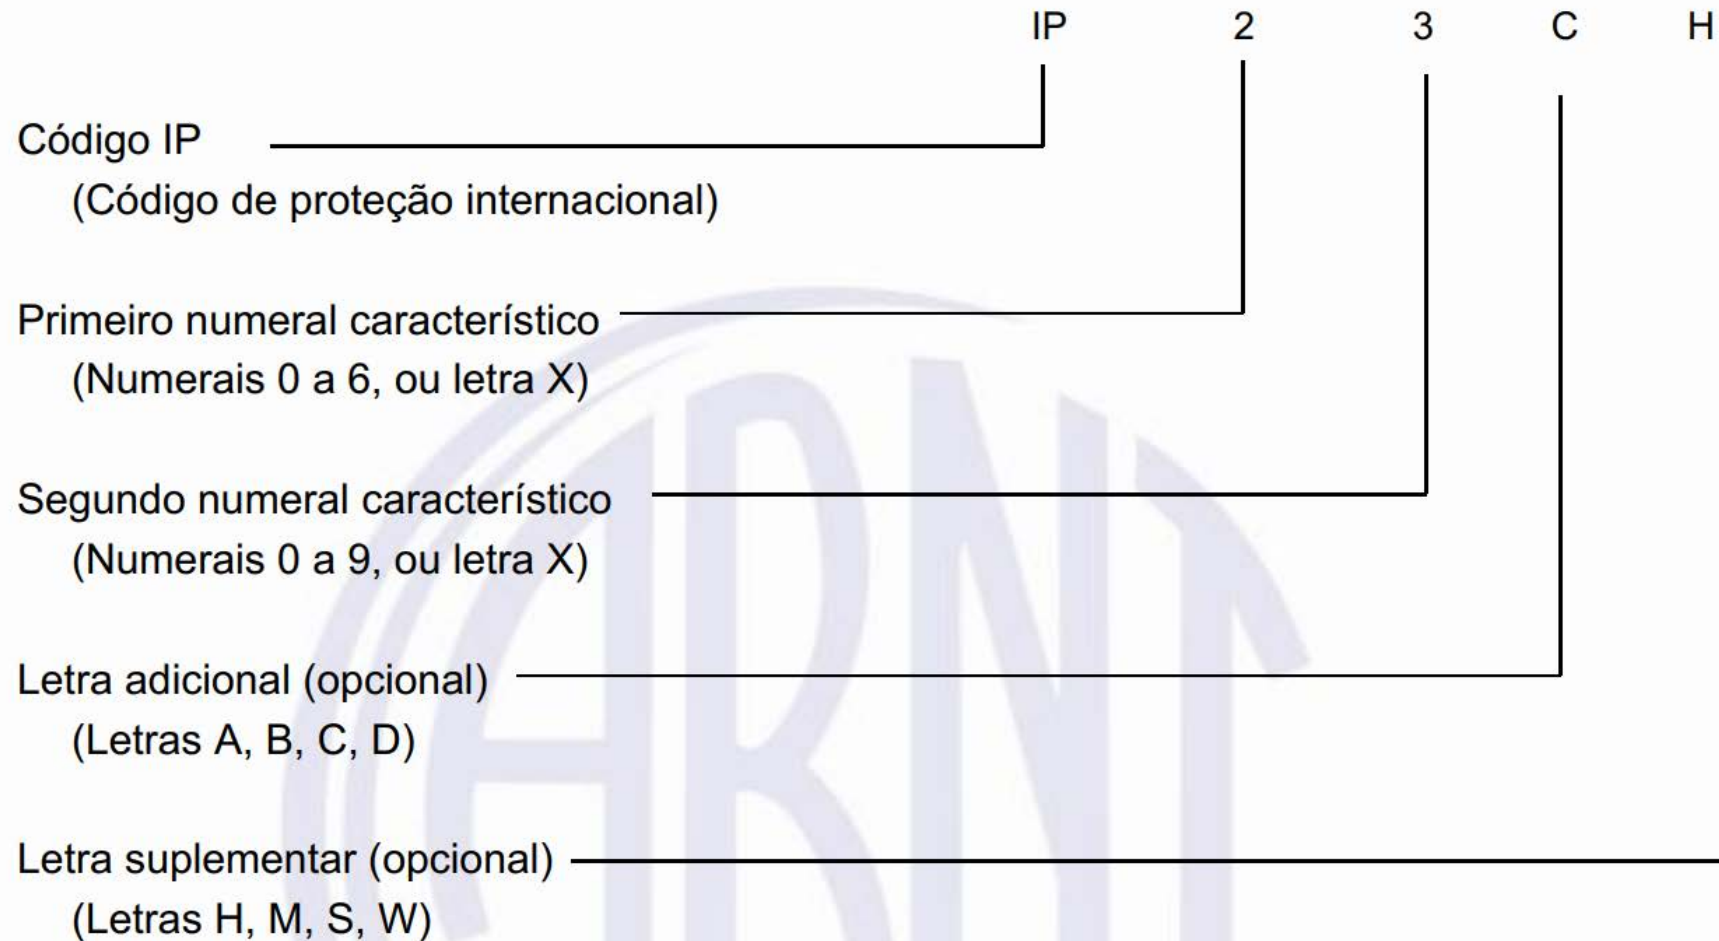 IP 2 3 C H
Código IP
(Código de proteção internacional)
Primeiro numeral característico
(Numerais 0 a 6, ou letra X)
Segundo numeral característico
(Numerais 0 a 9, ou letra X)
Letra adicional (opcional)
(Letras A, B, C, D)
Letra suplementar (opcional)
(Letras H, M, S, W)
ABNT